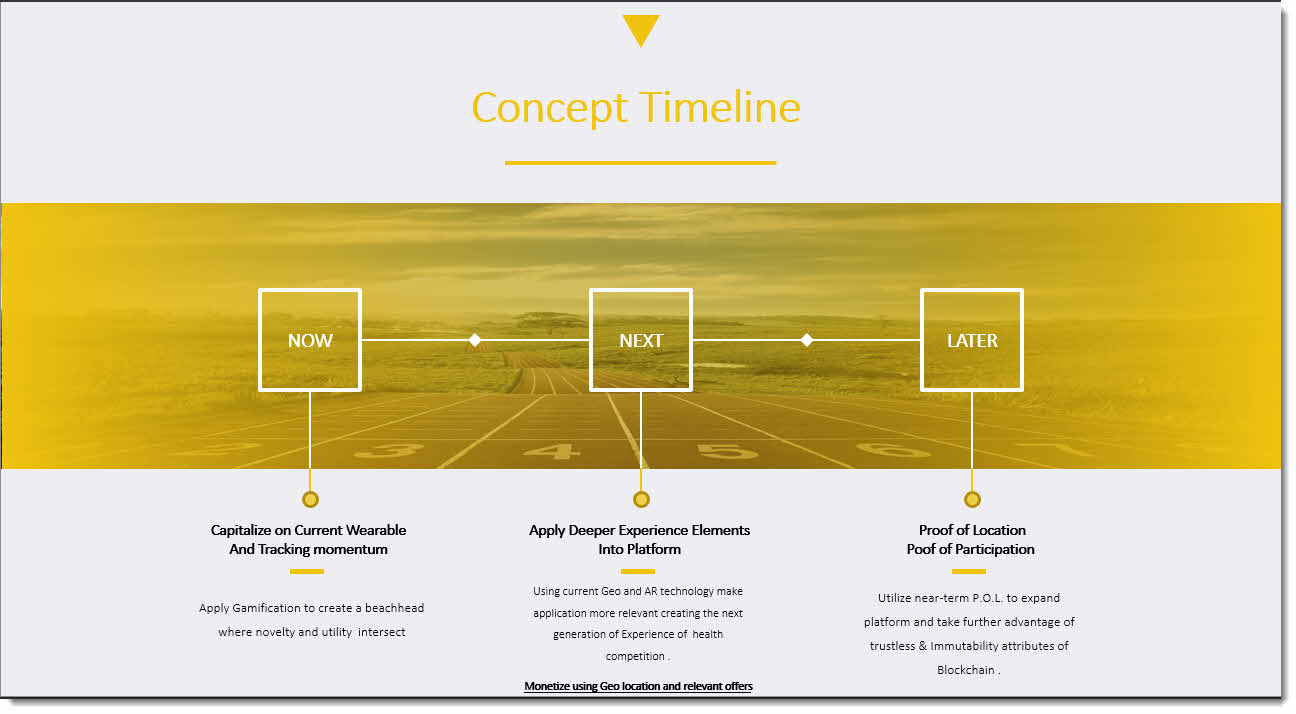 Concept Timeline
NOW
NEXT
LATER
2 3 4 5 6 7
Capitalize on Current Wearable
And Tracking momentum
Apply Gamification to create a beachhead
where novelty and utility intersect
Apply Deeper Experience Elements
Into Platform
Using current Geo and AR technology make
application more relevant creating the next
generation of Experience of health
competition .
Monetize using Geo location and relevant offers
Proof of Location
Poof of Participation
Utilize near-term P.O.L. to expand
platform and take further advantage of
trustless & Immutability attributes of
Blockchain .